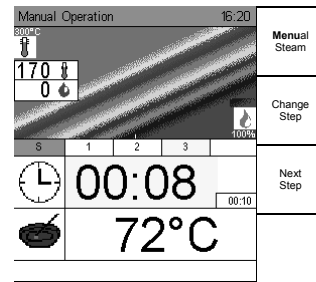 Manual Operation 16:20
300°C
170
0
100%
S 1 2 3
00:08
00:10
72°C
Menual
Steam
Change
Step
Next
Step